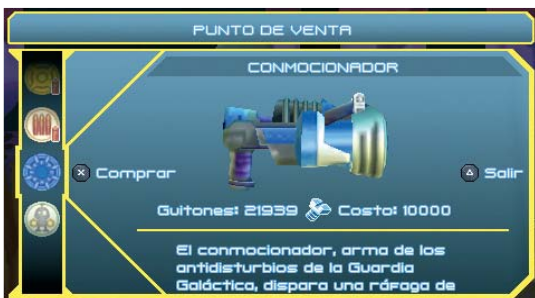 PUNTO DE VENTA
CONMOCIONADOR
Comprar
Salir
Guitones: 21939 Costo: 10000
El conmocionador, arma de los
antidisturbios de la Guardia
Galáctica, dispara una ráfaga de